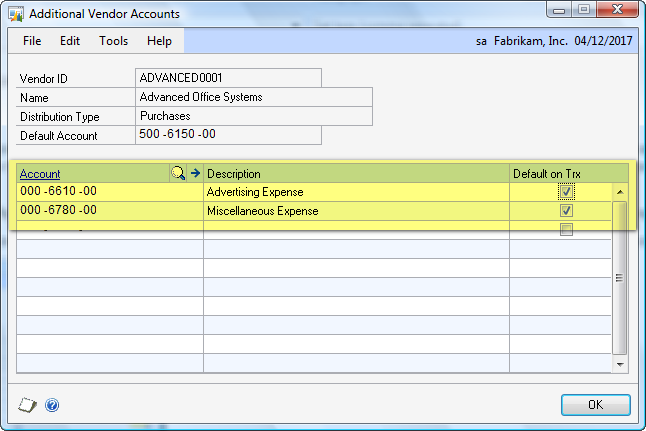 Additional Vendor Accounts
File Edit Tools Help sa Fabrikam, Inc. 04/12/2017
Vendor ID ADVANCED0001
Name Advanced Office Systems
Distribution Type Purchases
Default Account 500 -6150 -00
Account Description Default on Trx
000 -6610 -00 Advertising Expense
000 -6780 -00 Miscellaneous Expense
OK